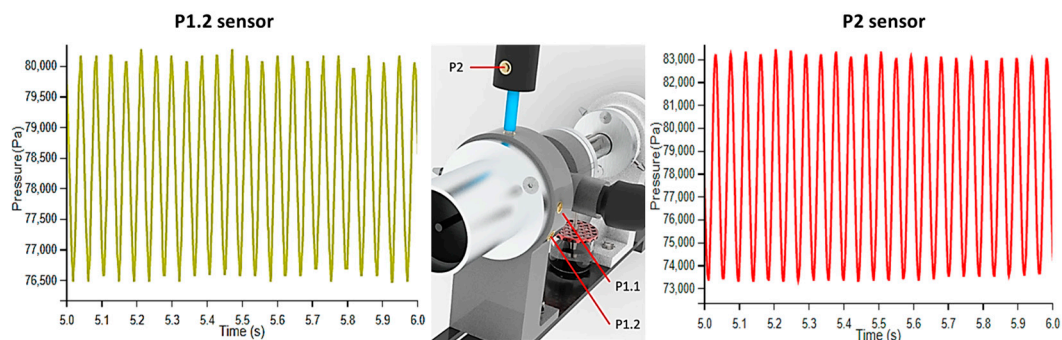 P1.2 sensor
80,000
79,500
79,000
78,500
78,000
77,500
77,000
76,500
Pressure (Pa)
5.0 5.1 5.2 5.3 5.4 5.5 5.6 5.7 5.8 5.9 6.0
Time (s)
P2
P1.1
P1.2
P2 sensor
83,000
82,000
81,000
80,000
79,000
78,000
77,000
76,000
75,000
74,000
73,000
Pressure (Pa)
5.0 5.1 5.2 5.3 5.4 5.5 5.6 5.7 5.8 5.9 6.0
Time (s)